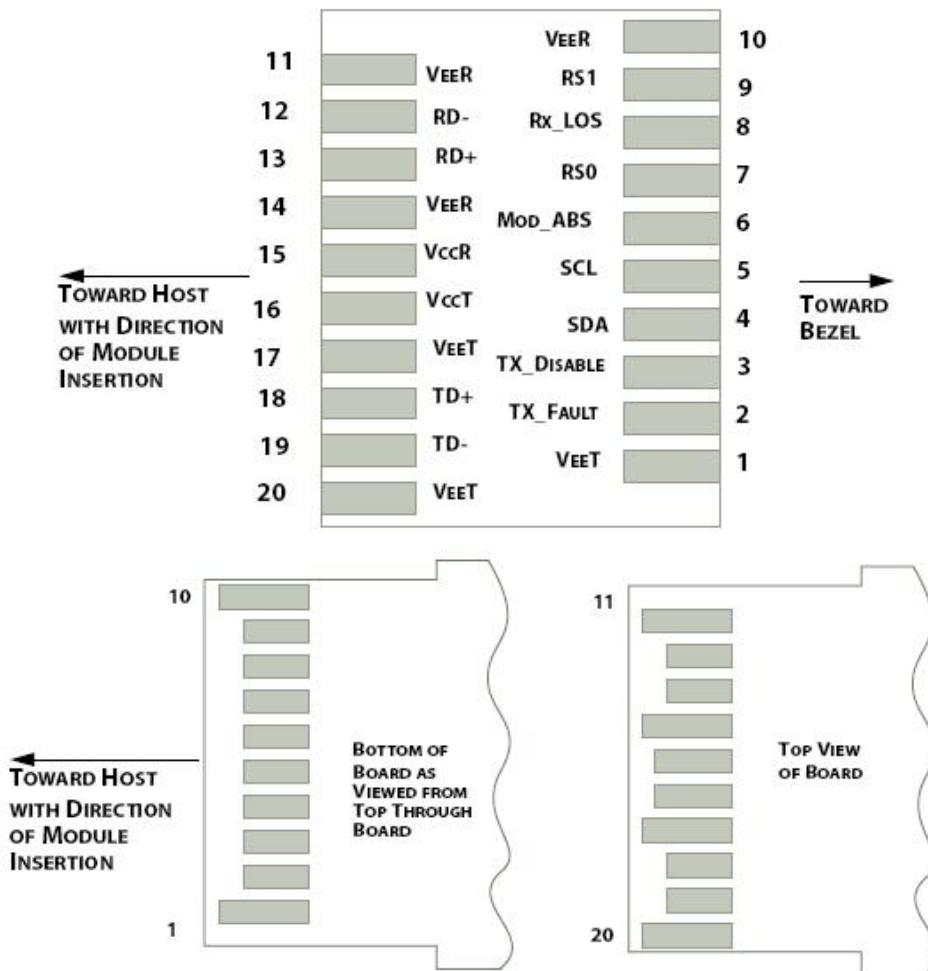 VEER 10
11 VEER
RS1 9
12 RD-
Rx_LOS 8
13 RD+
RS0 7
14 VEER
MOD_ABS 6
15 VCCR
SCL 5
16 VCCT
SDA 4
17 VEET
TX_DISABLE 3
18 TD+
TX_FAULT 2
19 TD-
VEET 1
20 VEET
TOWARD HOST
WITH DIRECTION
OF MODULE
INSERTION
TOWARD
BEZEL
10
1
BOTTOM OF
BOARD AS
VIEWED FROM
TOP THROUGH
BOARD
TOWARD HOST
WITH DIRECTION
OF MODULE
INSERTION
11
20
TOP VIEW
OF BOARD